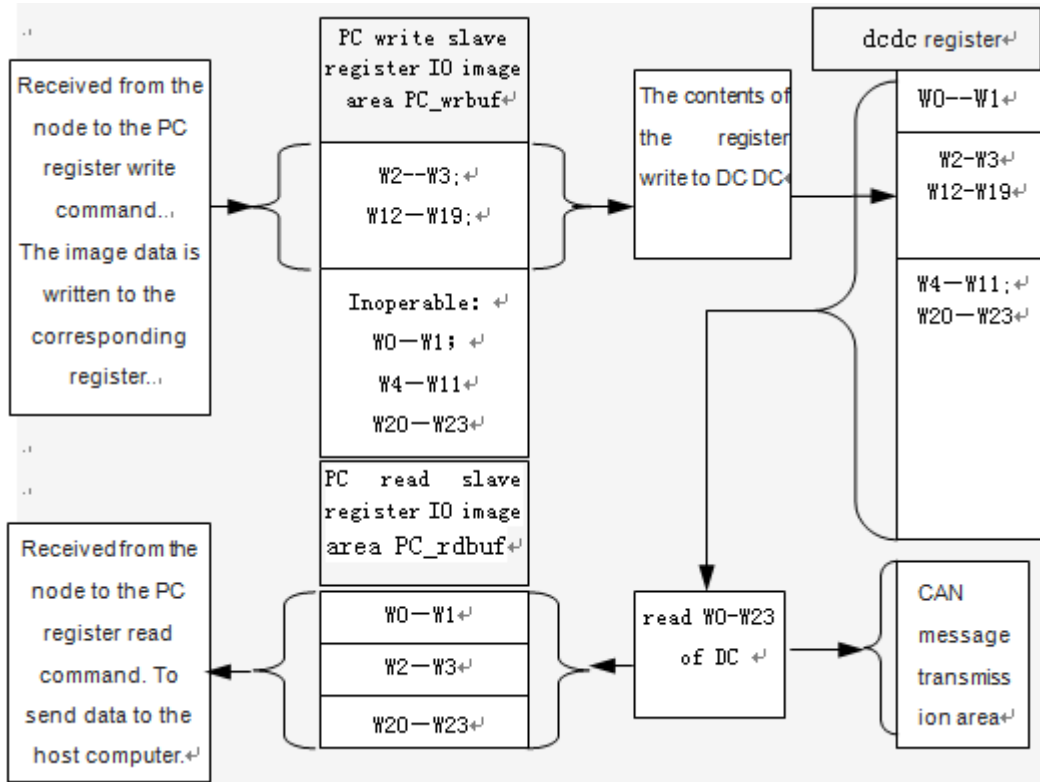 PC write slave
register IO image
area PC_wrbuf↵
dcdc register↵
Received from the
node to the PC
register write
command...
The image data is
written to the
corresponding
register...
W2--W3;↵
W12—W19;↵
Inoperable: ↵
W0—W1; ↵
W4—W11↵
W20—W23↵
The contents of
the register
write to DC DC↵
W0--W1↵
W2-W3↵
W12-W19↵
W4—W11;↵
W20—W23↵
PC read slave
register IO image
area PC_rdbuf↵
Received from the
node to the PC
register read
command. To
send data to the
host computer.↵
W0—W1↵
W2—W3↵
W20—W23↵
read W0-W23
of DC ↵
CAN
message
transmiss
ion area↵